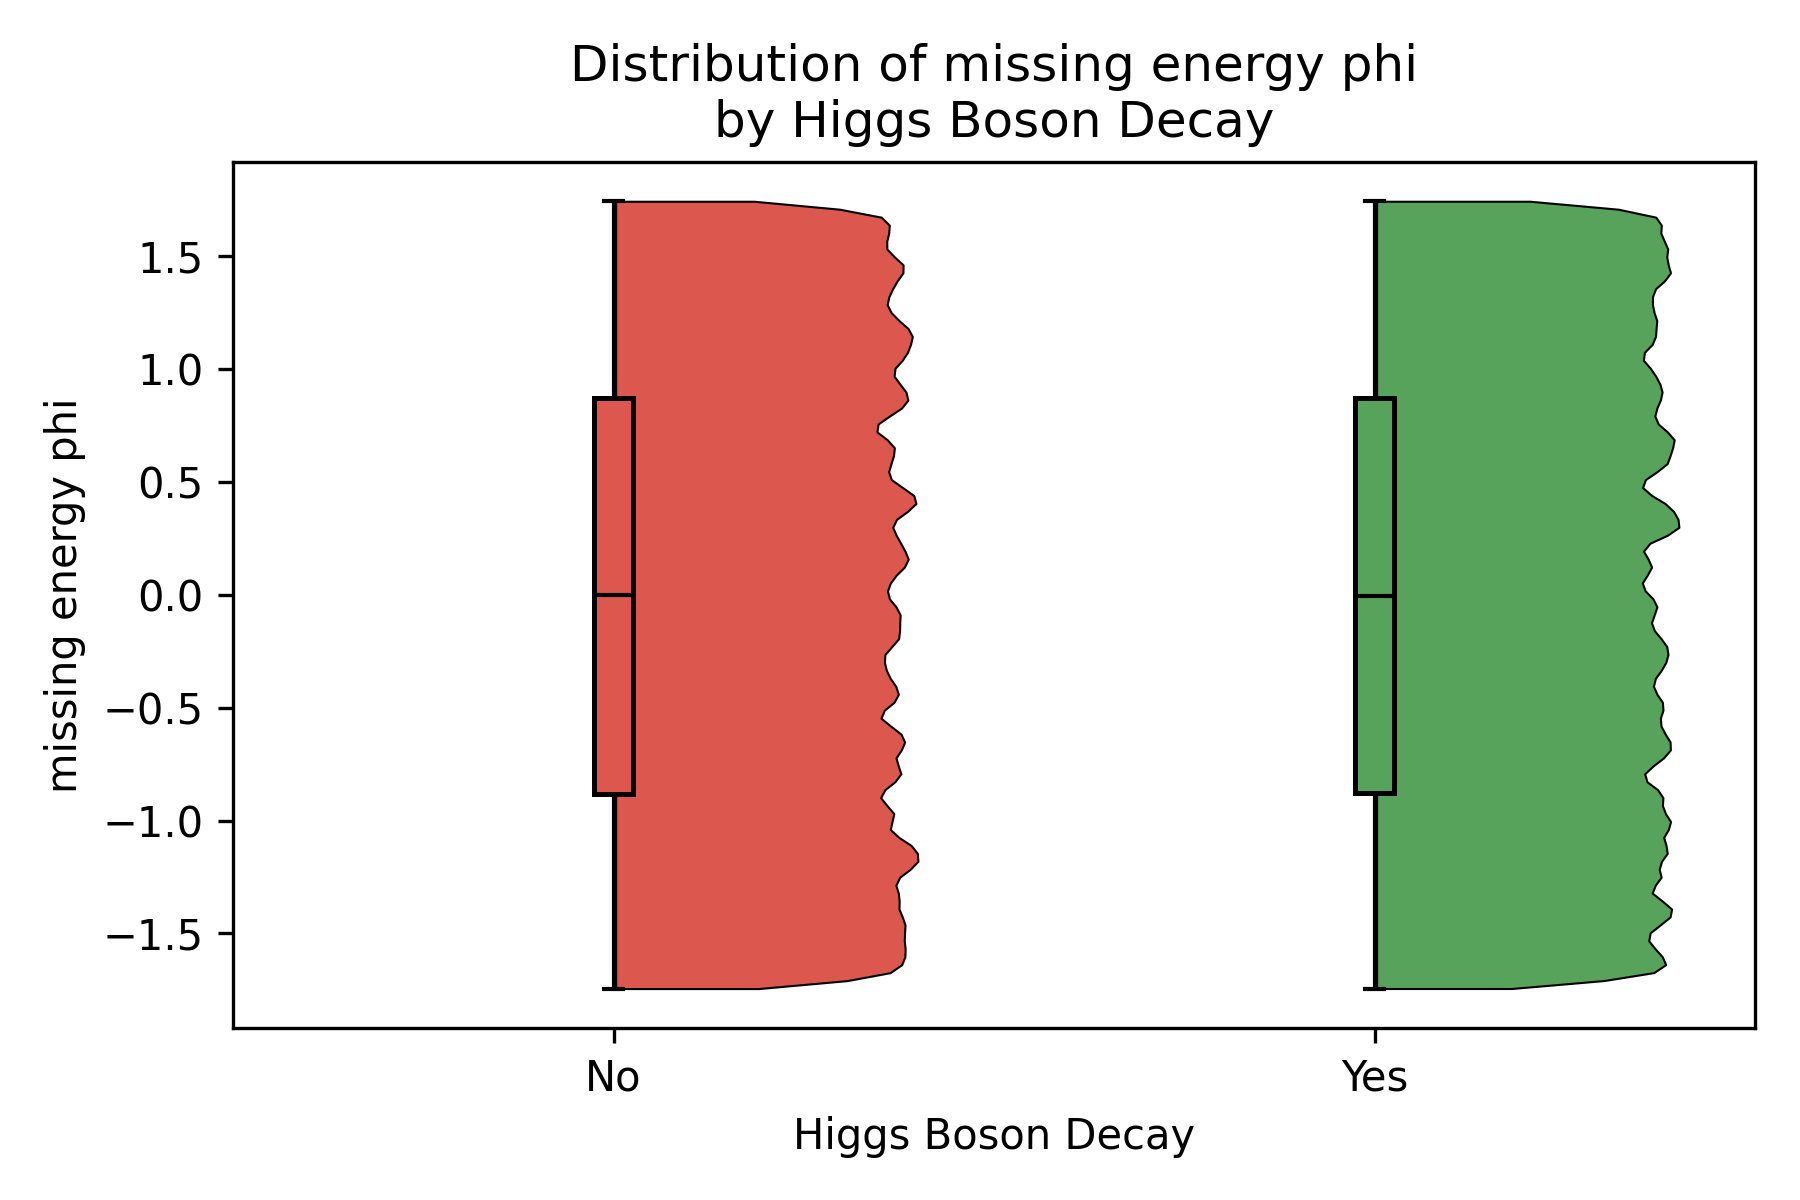 Distribution of missing energy phi
by Higgs Boson Decay
missing energy phi
1.5
1.0
0.5
0.0
−0.5
−1.0
−1.5
No
Yes
Higgs Boson Decay